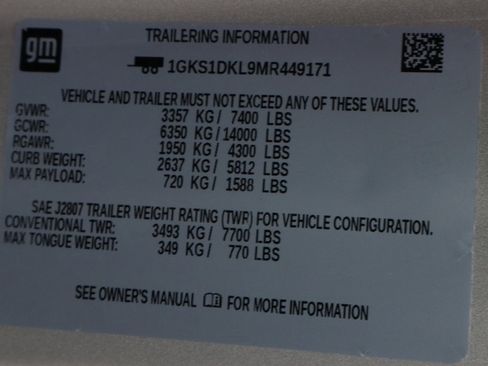 gm
TRAILERING INFORMATION
1GKS1DKL9MR449171
VEHICLE AND TRAILER MUST NOT EXCEED ANY OF THESE VALUES.
GVWR: 3357 KG / 7400 LBS
GCWR: 6350 KG / 14000 LBS
RGAWR: 1950 KG / 4300 LBS
CURB WEIGHT: 2637 KG / 5812 LBS
MAX PAYLOAD: 720 KG / 1588 LBS
SAE J2807 TRAILER WEIGHT RATING (TWR) FOR VEHICLE CONFIGURATION.
CONVENTIONAL TWR: 3493 KG / 7700 LBS
MAX TONGUE WEIGHT: 349 KG / 770 LBS
SEE OWNER'S MANUAL FOR MORE INFORMATION